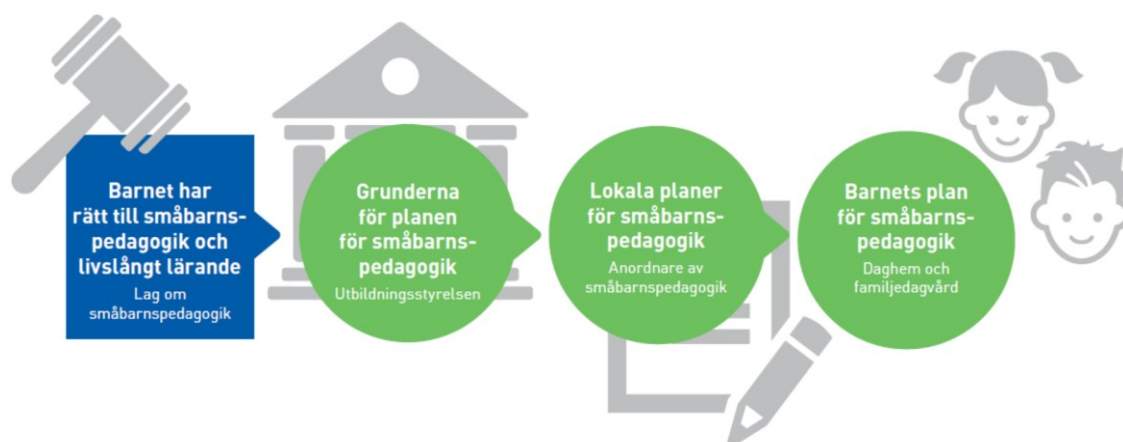 Barnet har
rätt till småbarns-
pedagogik och
livslångt lärande
Lag om
småbarnspedagogik
Grunderna
för planen
för småbarns-
pedagogik
Utbildningsstyrelsen
Lokala planer
för småbarns-
pedagogik
Anordnare av
småbarnspedagogik
Barnets plan
för småbarns-
pedagogik
Daghem och
familjedagvård